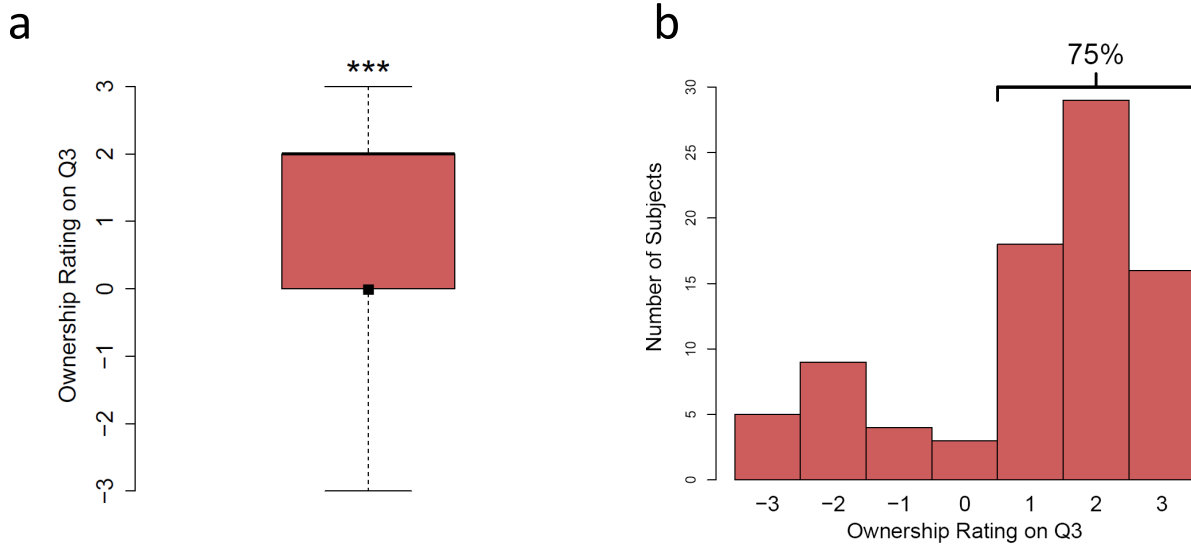 a
***
Ownership Rating on Q3
3
2
1
0
−1
−2
−3
b
75%
Number of Subjects
30
25
20
15
10
5
0
−3 −2 −1 0 1 2 3
Ownership Rating on Q3